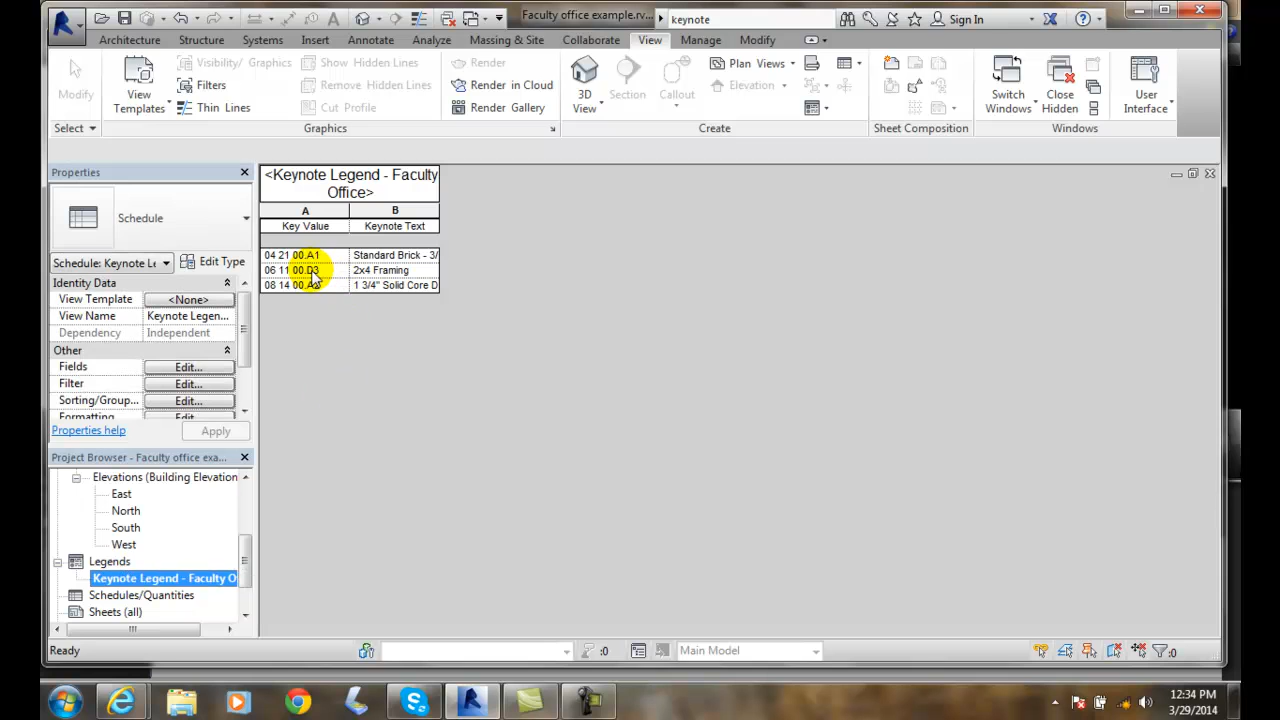 Faculty office example.rv...
keynote
Sign In
Architecture Structure Systems Insert Annotate Analyze Massing & Site Collaborate View Manage Modify
Modify
View Templates
Visibility/ Graphics
Filters
Thin Lines
Show Hidden Lines
Remove Hidden Lines
Cut Profile
Render
Render in Cloud
Render Gallery
3D View
Section
Callout
Plan Views
Elevation
Switch Windows
Close Hidden
User Interface
Select Graphics Create Sheet Composition Windows
Properties
Schedule
Schedule: Keynote Le Edit Type
Identity Data
View Template <None>
View Name Keynote Legen...
Dependency Independent
Other
Fields Edit...
Filter Edit...
Sorting/Group... Edit...
Formatting Edit
Properties help Apply
Project Browser - Faculty office exa...
Elevations (Building Elevation
East
North
South
West
Legends
Keynote Legend - Faculty O
Schedules/Quantities
Sheets (all)
<Keynote Legend - Faculty
Office>
A B
Key Value Keynote Text
04 21 00.A1 Standard Brick - 3/
06 11 00.D3 2x4 Framing
08 14 00. 1 3/4" Solid Core D
Ready
:0
Main Model
:0
12:34 PM
3/29/2014